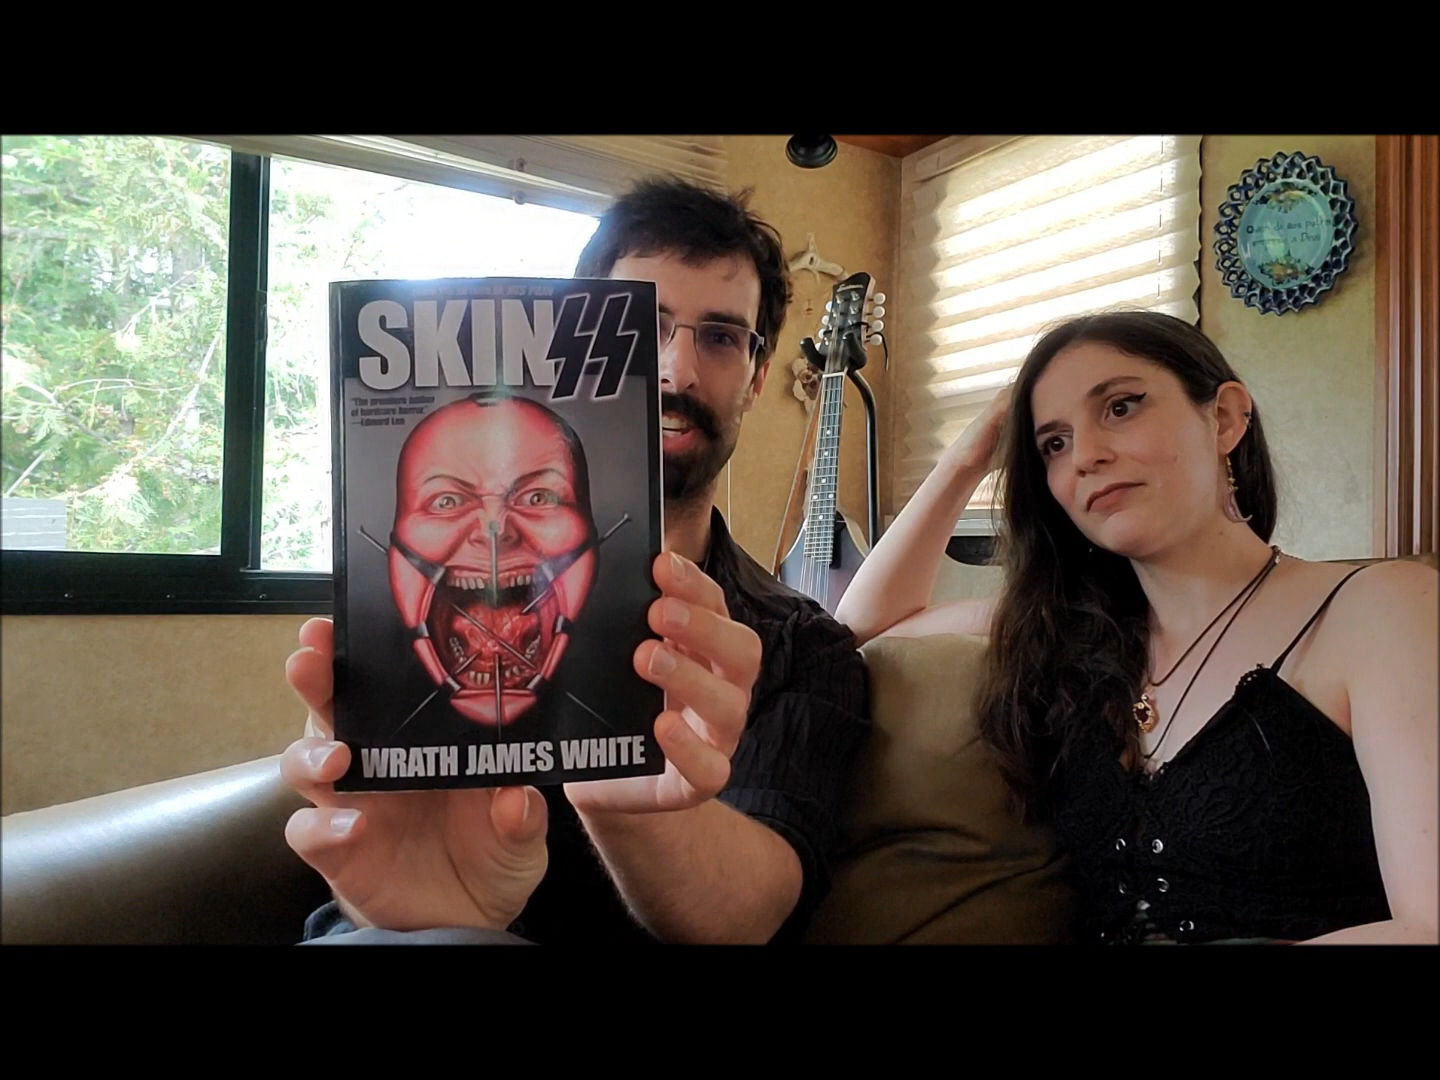 SKINSS
"The premiere author
of hardcore horror."
—Edward Lee
WRATH JAMES WHITE